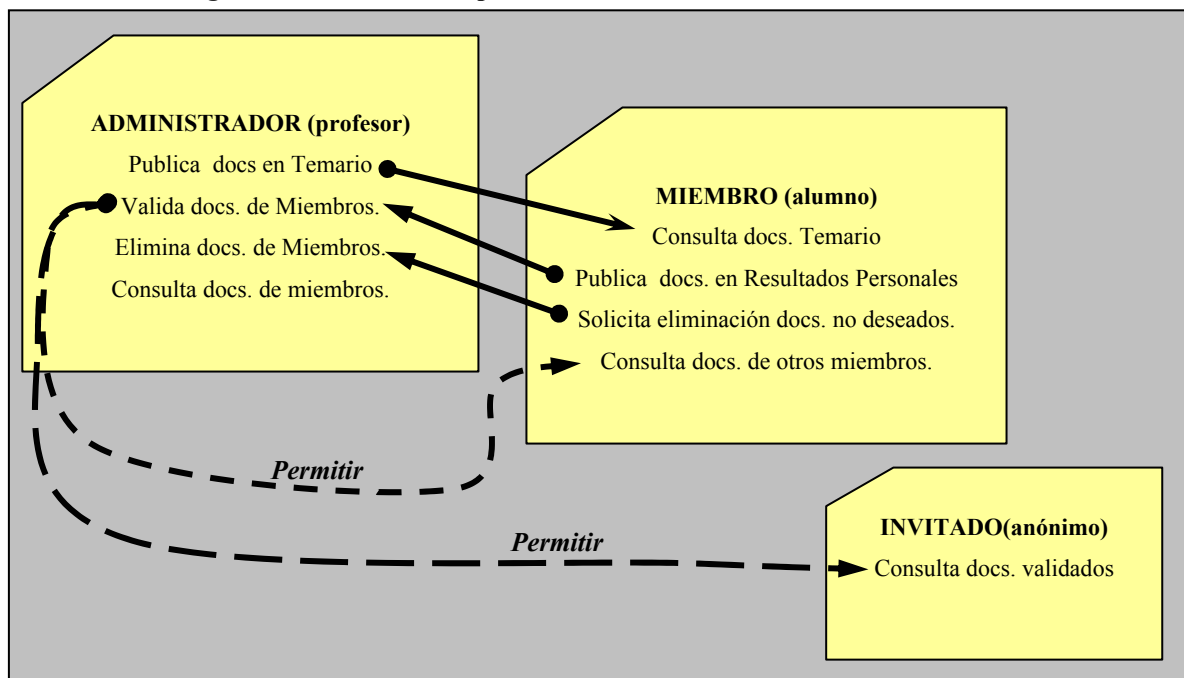 ADMINISTRADOR (profesor)
Publica docs en Temario
Valida docs. de Miembros.
Elimina docs. de Miembros.
Consulta docs. de miembros.
MIEMBRO (alumno)
Consulta docs. Temario
Publica docs. en Resultados Personales
Solicita eliminación docs. no deseados.
Consulta docs. de otros miembros.
Permitir
Permitir
INVITADO(anónimo)
Consulta docs. validados